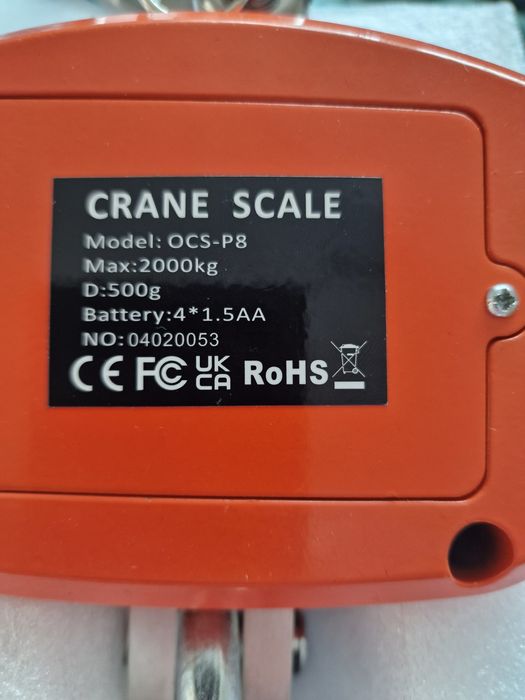 CRANE SCALE
Model: OCS-P8
Max:2000kg
D:500g
Battery:4*1.5AA
NO: 04020053
CE FC UK CA RoHS